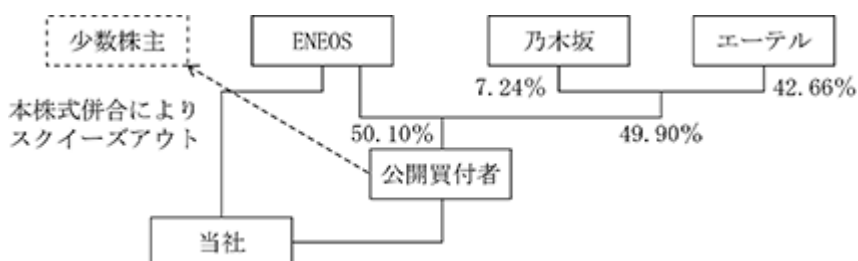 少数株主
ENEOS
乃木坂
エーテル
7.24%
42.66%
本株式併合により
スクイーズアウト
50.10%
49.90%
公開買付者
当社